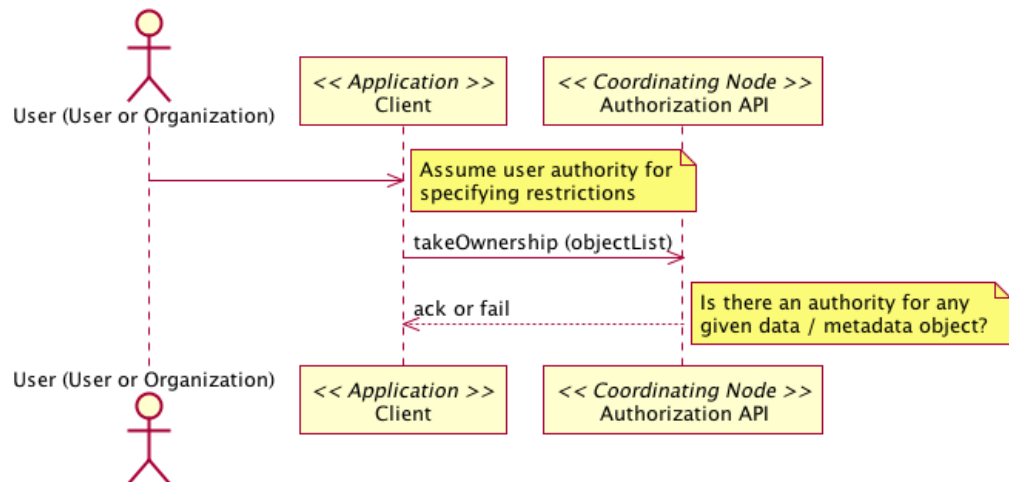 << Application >>
Client
<< Coordinating Node >>
Authorization API
User (User or Organization)
Assume user authority for
specifying restrictions
takeOwnership (objectList)
Is there an authority for any
given data / metadata object?
ack or fail
User (User or Organization)
<< Application >>
Client
<< Coordinating Node >>
Authorization API